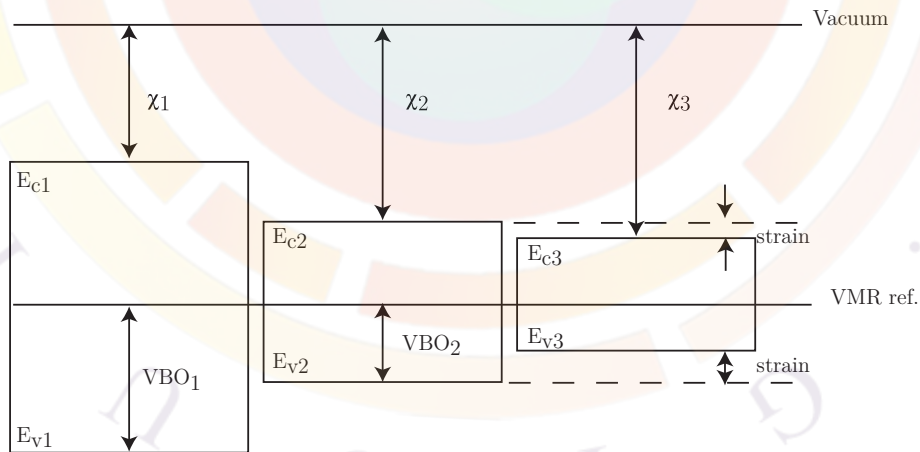 Vacuum
χ1 χ2 χ3
Ec1
Ec2 strain
Ec3
VMR ref.
Ev3
VBO2
Ev2 strain
VBO1
Ev1
U G